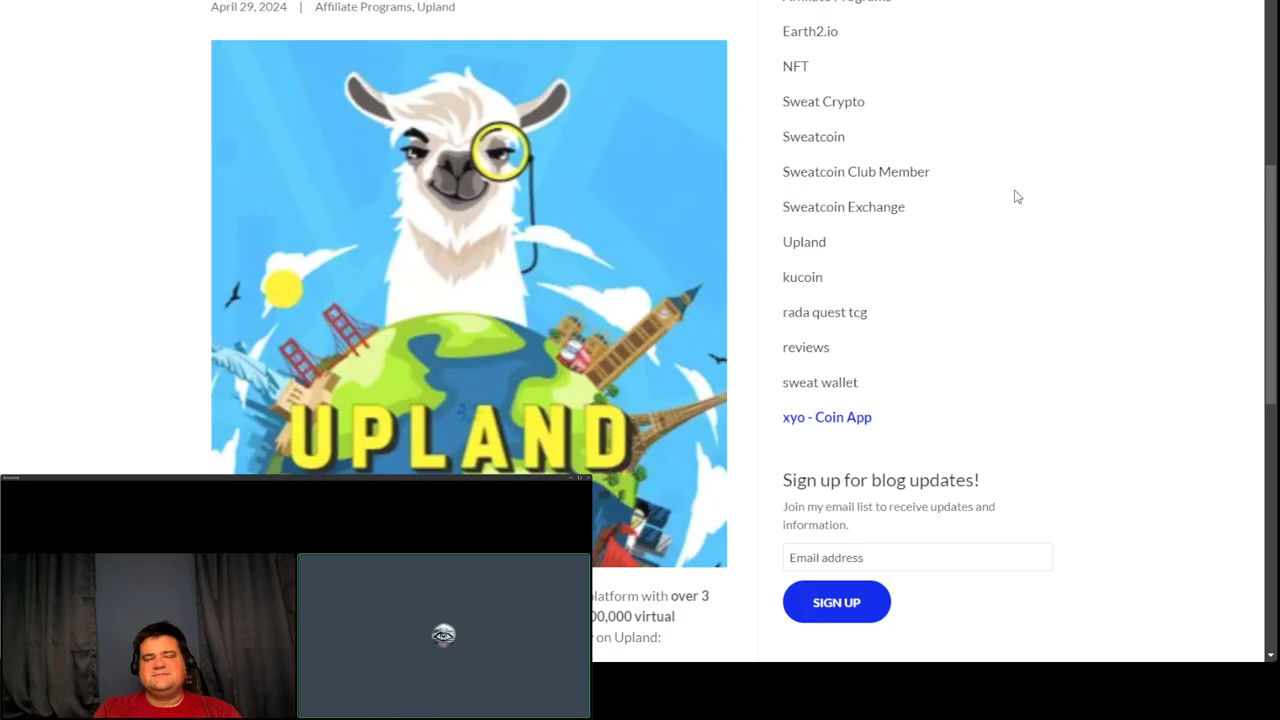 April 29, 2024 | Affiliate Programs, Upland
UPLAND
platform with over 3
00,000 virtual
on Upland:
Affiliate Programs
Earth2.io
NFT
Sweat Crypto
Sweatcoin
Sweatcoin Club Member
Sweatcoin Exchange
Upland
kucoin
rada quest tcg
reviews
sweat wallet
xyo - Coin App
Sign up for blog updates!
Join my email list to receive updates and
information.
Email address
SIGN UP